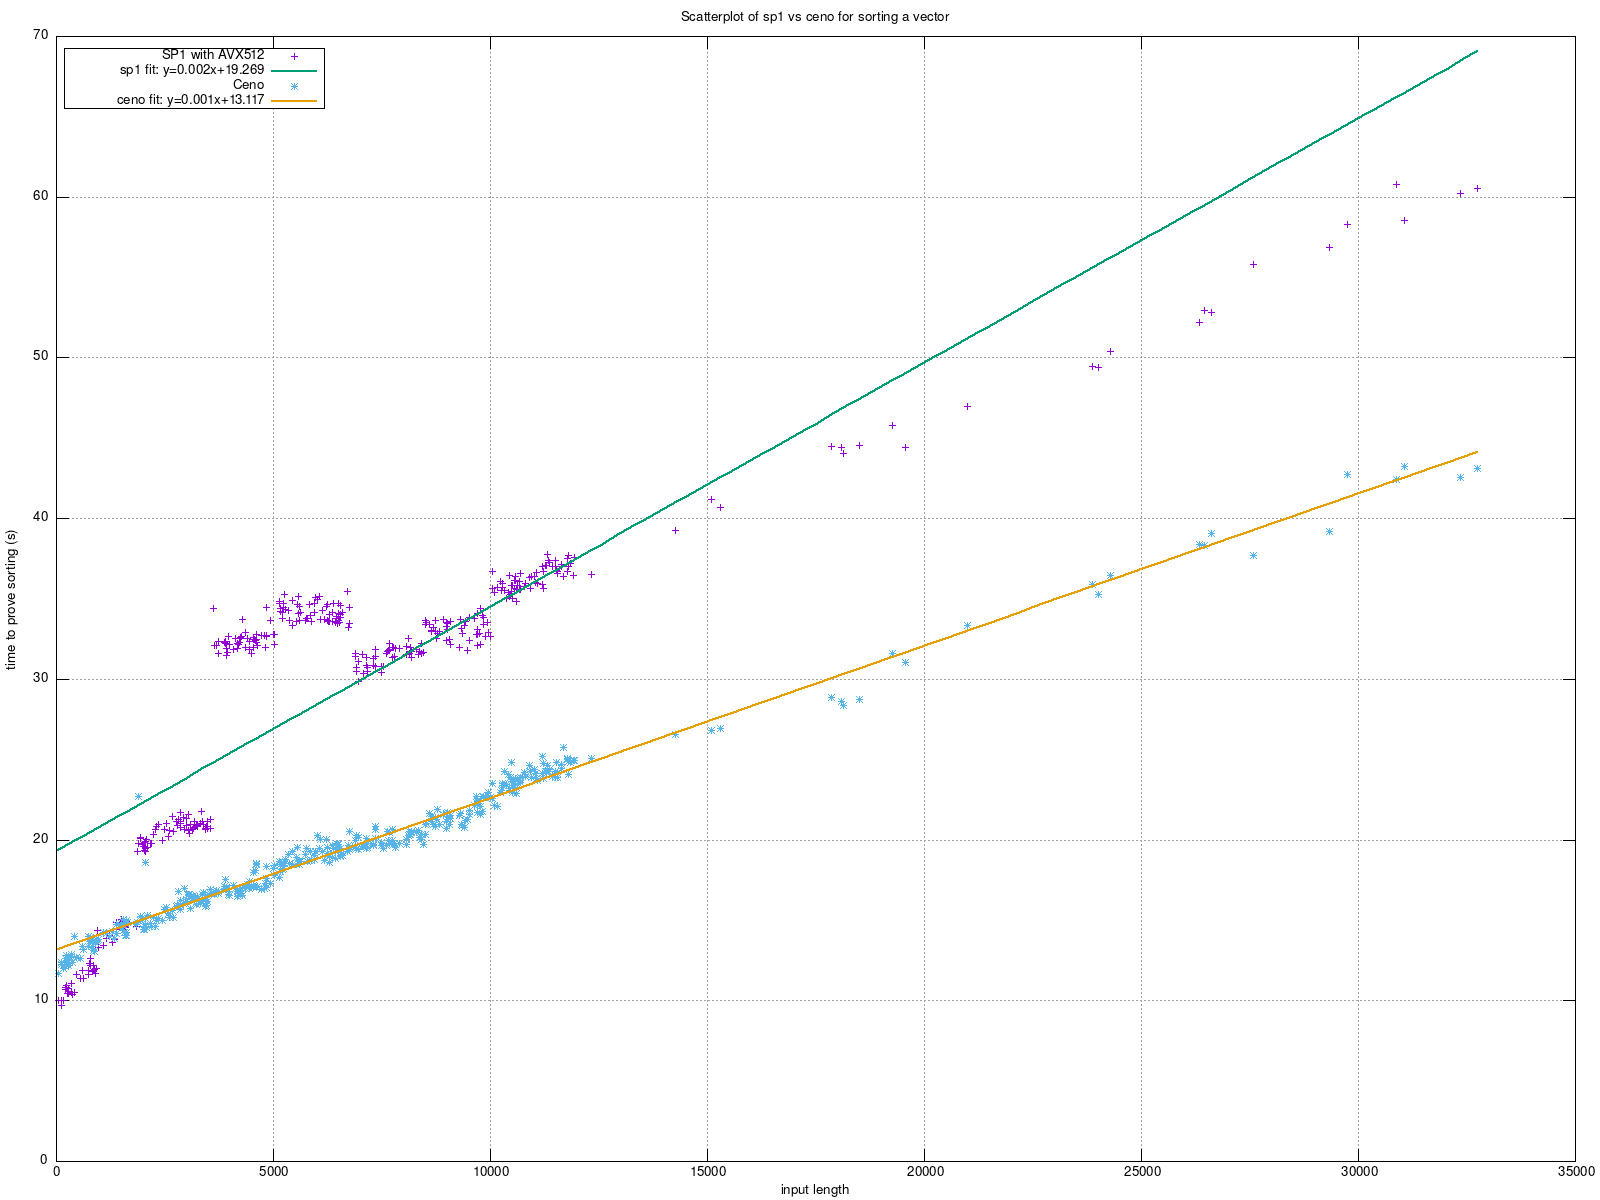 Scatterplot of sp1 vs ceno for sorting a vector
SP1 with AVX512
sp1 fit: y=0.002x+19.269
Ceno
ceno fit: y=0.001x+13.117
70
60
50
40
30
20
10
0
time to prove sorting (s)
0 5000 10000 15000 20000 25000 30000 35000
input length